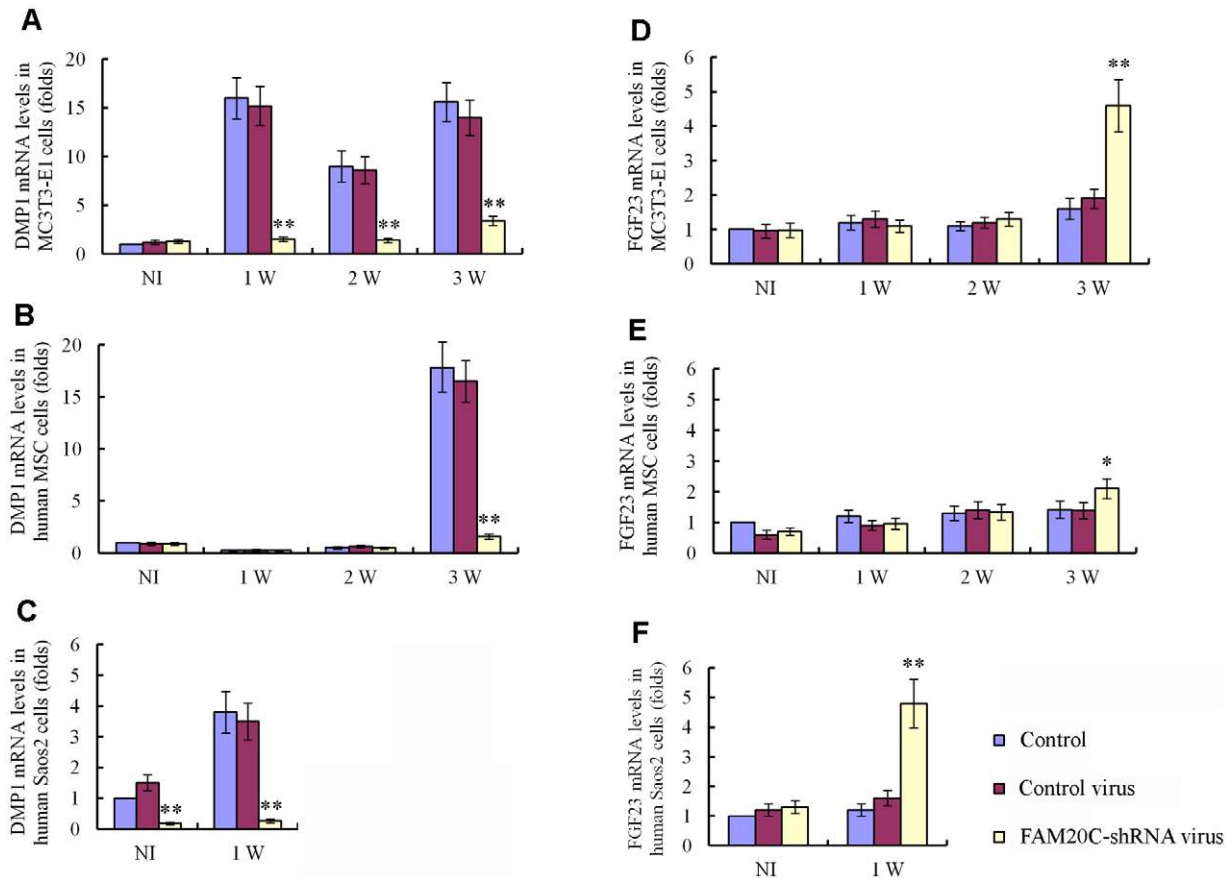 A
DMP1 mRNA levels in
MC3T3-E1 cells (folds)
20
15
10
5
0
**
**
**
NI
1 W
2 W
3 W
B
DMP1 mRNA levels in
human MSC cells (folds)
20
15
10
5
0
**
NI
1 W
2 W
3 W
C
DMP1 mRNA levels in
human Saos2 cells (folds)
6
5
4
3
2
1
0
**
**
NI
1 W
D
FGF23 mRNA levels in
MC3T3-E1 cells (folds)
6
5
4
3
2
1
0
**
NI
1 W
2 W
3 W
E
FGF23 mRNA levels in
human MSC cells (folds)
6
5
4
3
2
1
0
*
NI
1 W
2 W
3 W
F
FGF23 mRNA levels in
human Saos2 cells (folds)
6
5
4
3
2
1
0
**
NI
1 W
Control
Control virus
FAM20C-shRNA virus